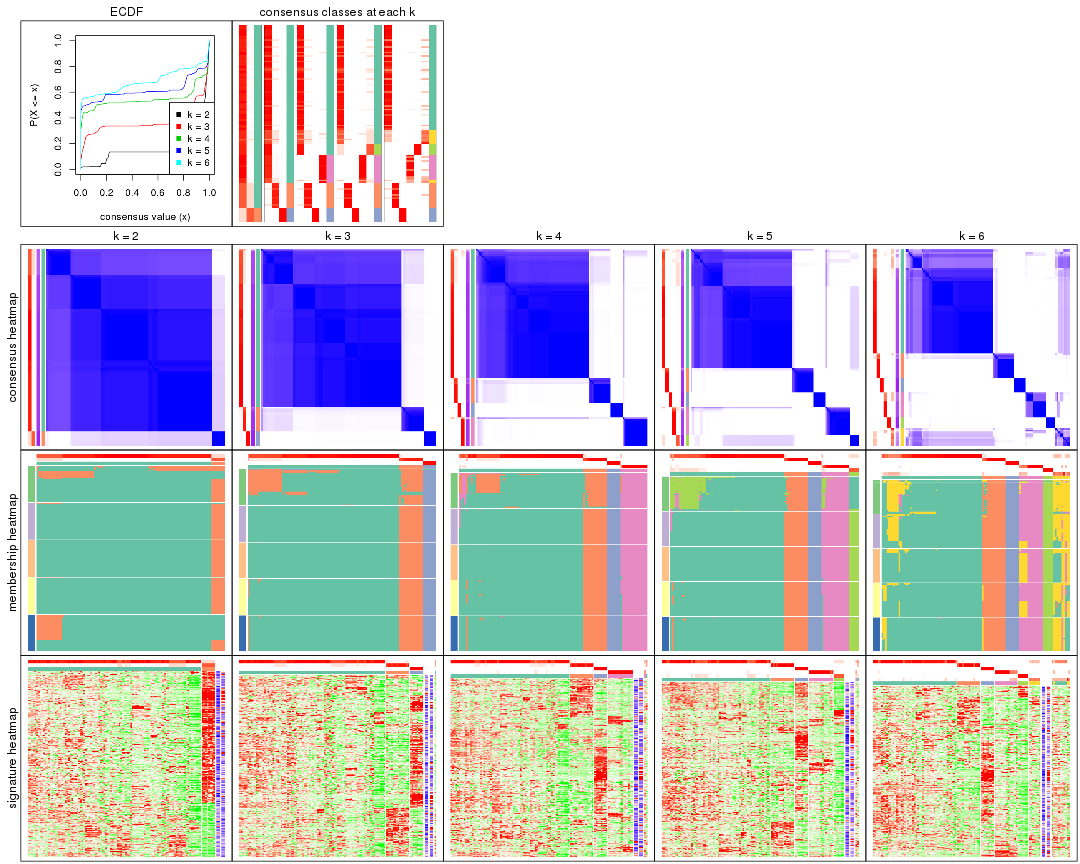 ECDF
consensus classes at each k
P(X <= x)
0.0
0.2
0.4
0.6
0.8
1.0
k = 2
k = 3
k = 4
k = 5
k = 6
0.0 0.2 0.4 0.6 0.8 1.0
consensus value (x)
k = 2
k = 3
k = 4
k = 5
k = 6
consensus heatmap
membership heatmap
signature heatmap